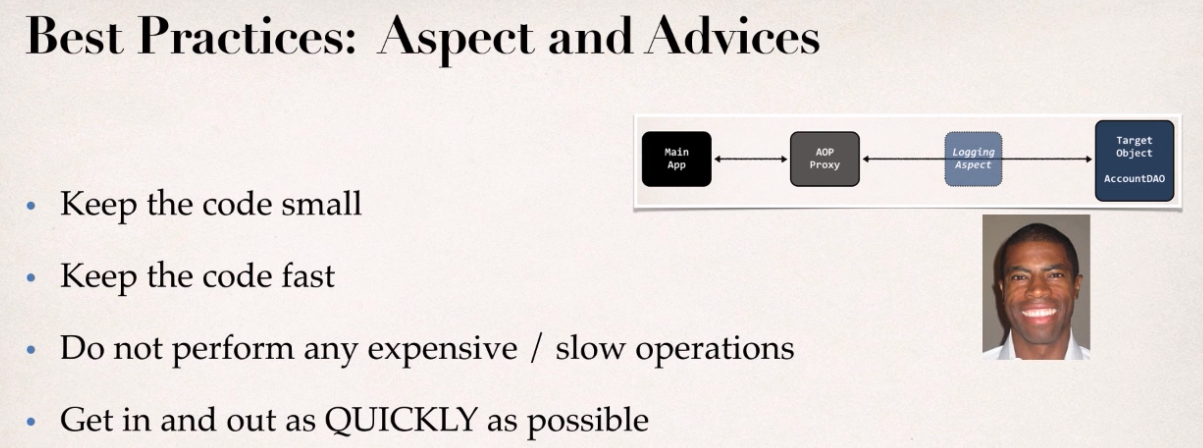 Best Practices: Aspect and Advices
Main
App
AOP
Proxy
Logging
Aspect
Target
Object
AccountDAO
• Keep the code small
• Keep the code fast
• Do not perform any expensive / slow operations
• Get in and out as QUICKLY as possible